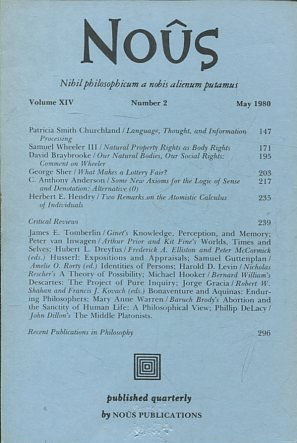 NOÛS
Nihil philosophicum a nobis alienum putamus
Volume XIV Number 2 May 1980
Patricia Smith Churchland / Language, Thought, and Information 147
Processing
Samuel Wheeler III / Natural Property Rights as Body Rights 171
David Braybrooke / Our Natural Bodies, Our Social Rights: 195
Comment on Wheeler
George Sher / What Makes a Lottery Fair? 203
C. Anthony Anderson / Some New Axioms for the Logic of Sense 217
and Denotation: Alternative (0)
Herbert E. Hendry / Two Remarks on the Atomistic Calculus 235
of Individuals
Critical Reviews 239
James E. Tomberlin / Ginet's Knowledge, Perception, and Memory;
Peter van Inwagen / Arthur Prior and Kit Fine's Worlds, Times and
Selves; Hubert L. Dreyfus / Frederick A. Elliston and Peter McCormick
(eds.) Husserl: Expositions and Appraisals; Samuel Guttenplan /
Amelie O. Rorty (ed.) Identities of Persons; Harold D. Levin / Nicholas
Rescher's A Theory of Possibility; Michael Hooker / Bernard William's
Descartes: The Project of Pure Inquiry; Jorge Gracia / Robert W.
Shahan and Francis J. Kovach (eds.) Bonaventure and Aquinas: Endur-
ing Philosophers; Mary Anne Warren / Baruch Brody's Abortion and
the Sanctity of Human Life: A Philosophical View; Phillip DeLacy /
John Dillon's The Middle Platonists.
Recent Publications in Philosophy 296
published quarterly
by NOÛS PUBLICATIONS